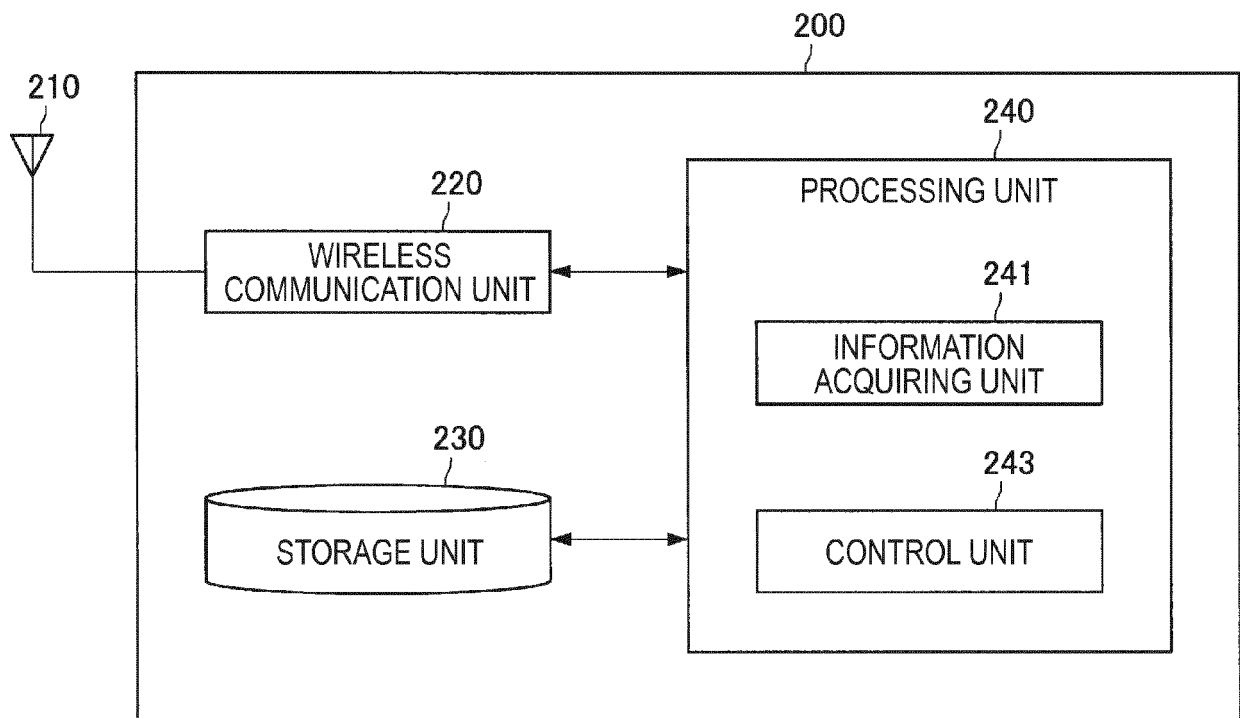 200
210
240
PROCESSING UNIT
220
WIRELESS
COMMUNICATION UNIT
241
INFORMATION
ACQUIRING UNIT
230
STORAGE UNIT
243
CONTROL UNIT